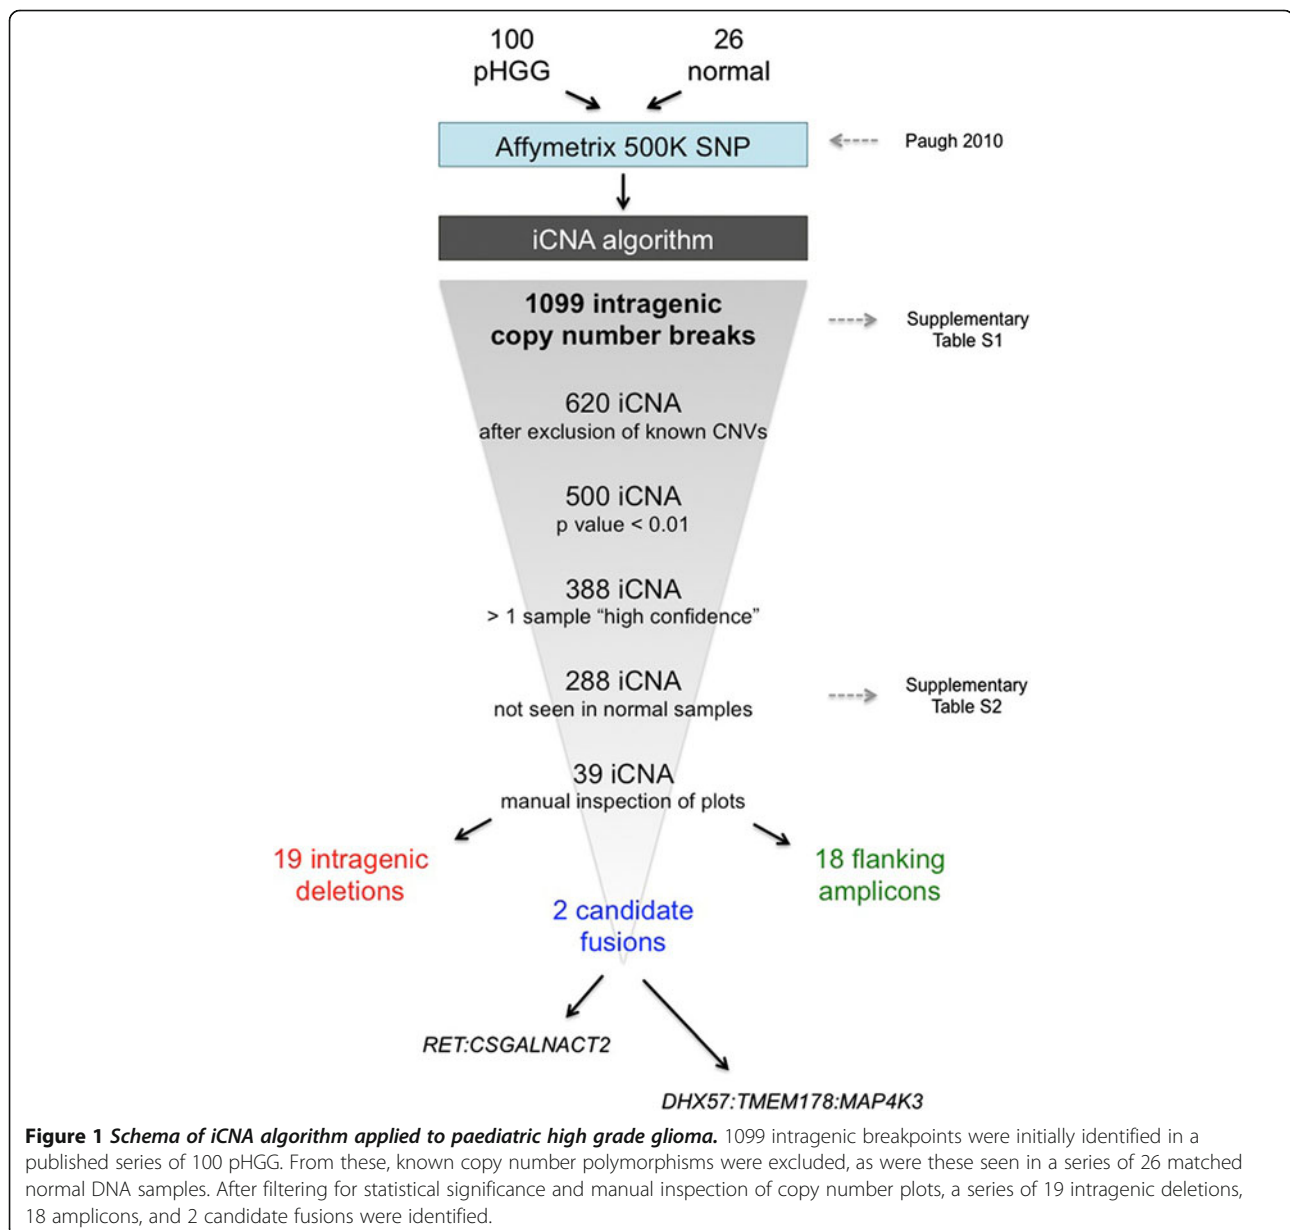 100
pHGG
26
normal
Affymetrix 500K SNP
Paugh 2010
iCNA algorithm
1099 intragenic
copy number breaks
Supplementary
Table S1
620 iCNA
after exclusion of known CNVs
500 iCNA
p value < 0.01
388 iCNA
> 1 sample “high confidence”
288 iCNA
not seen in normal samples
Supplementary
Table S2
39 iCNA
manual inspection of plots
19 intragenic
deletions
18 flanking
amplicons
2 candidate
fusions
RET:CSGALNACT2
DHX57:TMEM178:MAP4K3
Figure 1 Schema of iCNA algorithm applied to paediatric high grade glioma. 1099 intragenic breakpoints were initially identified in a
published series of 100 pHGG. From these, known copy number polymorphisms were excluded, as were these seen in a series of 26 matched
normal DNA samples. After filtering for statistical significance and manual inspection of copy number plots, a series of 19 intragenic deletions,
18 amplicons, and 2 candidate fusions were identified.